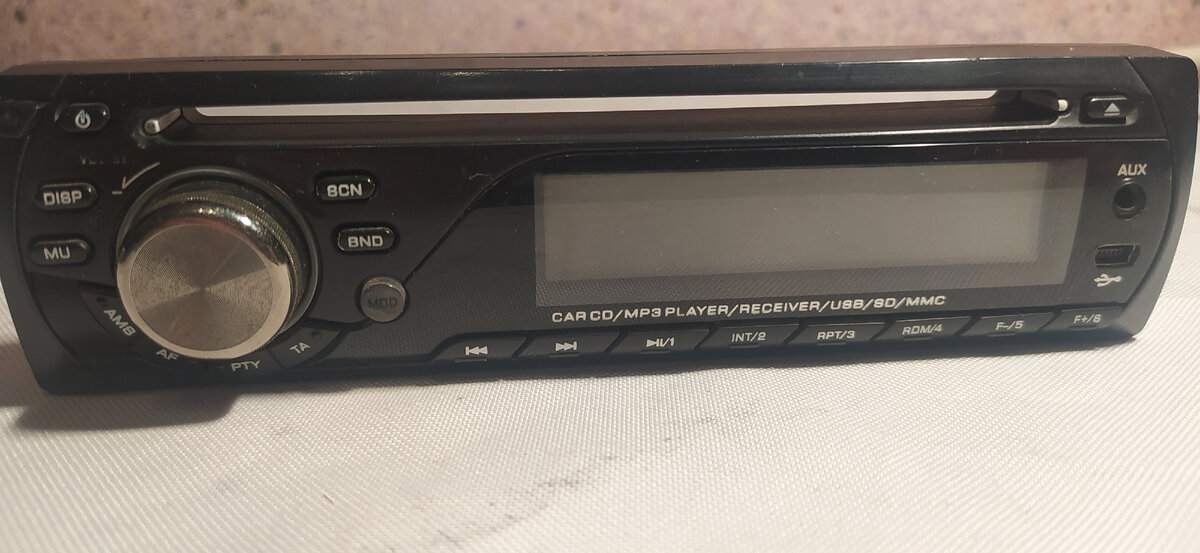 AUX
DISP
SCN
MU
BND
MOD
CAR CD/MP3 PLAYER/RECEIVER/USB/SD/MMC
AMS
AF
PTY
TA
1
INT/2
RPT/3
RDM/4
F-/5
F+/6